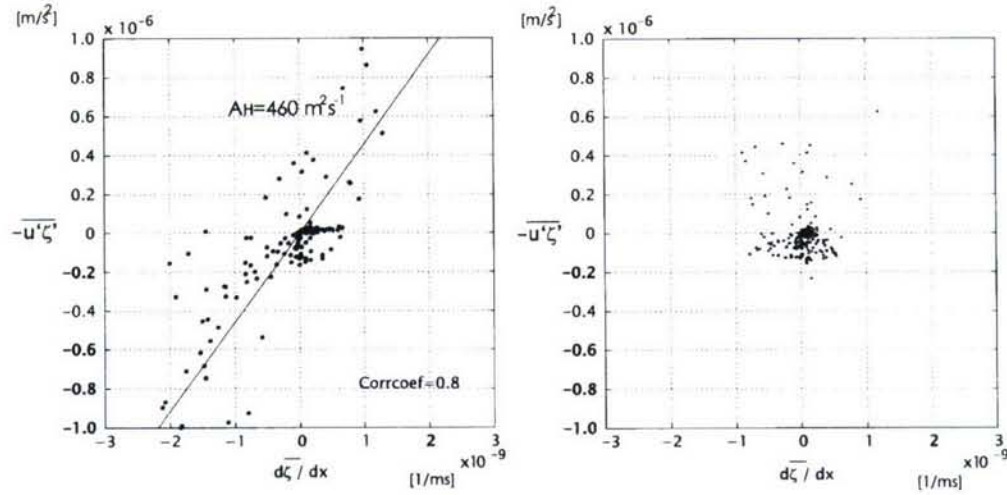 [m/s²] x 10⁻⁶
1.0
0.8
0.6
0.4
0.2
0
-0.2
-0.4
-0.6
-0.8
-1.0
-u'ζ'
AH=460 m²s⁻¹
Corrcoef=0.8
-3 -2 -1 0 1 2 3
x10⁻⁹
dζ / dx [1/ms]
[m/s²] x 10⁻⁶
1.0
0.8
0.6
0.4
0.2
0
-0.2
-0.4
-0.6
-0.8
-1.0
-u'ζ'
-3 -2 -1 0 1 2 3
x10⁻⁹
dζ / dx [1/ms]